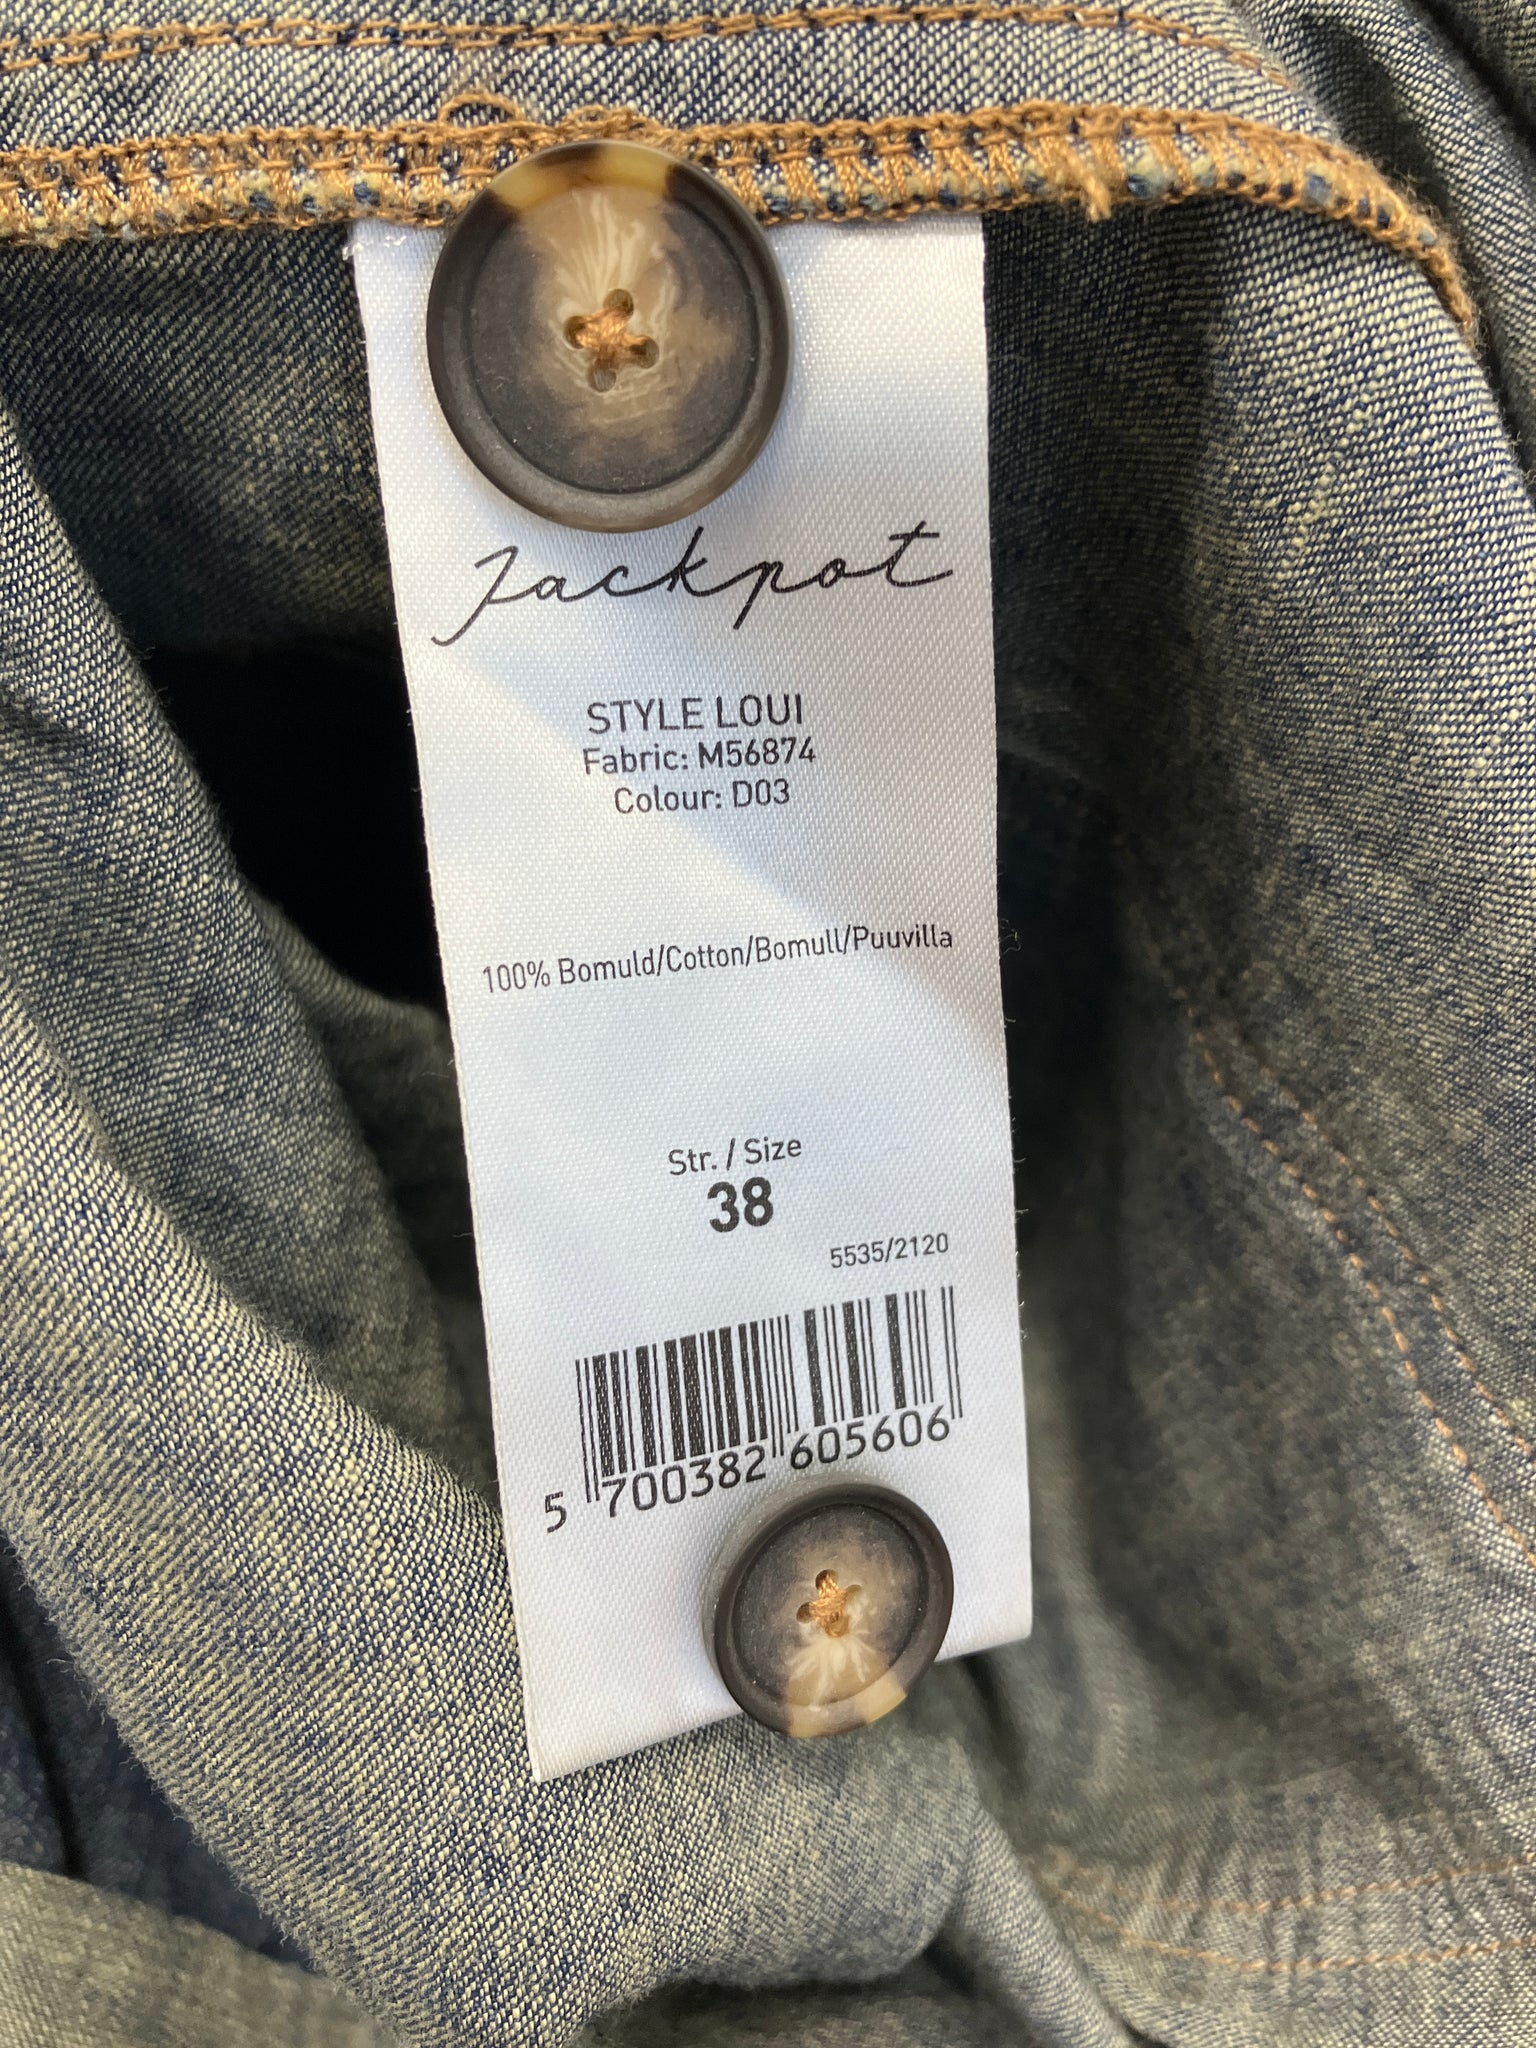 Jackpot
STYLE LOUI
Fabric: M56874
Colour: D03
100% Bomuld/Cotton/Bomull/Puuvilla
Str. / Size
38
5535/2120
5 700382 605606